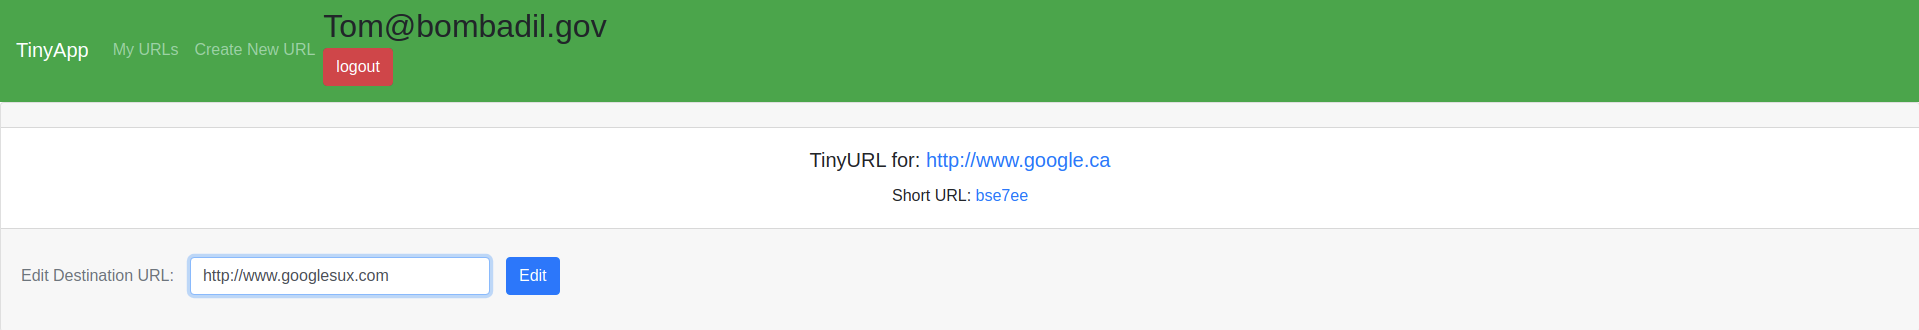 Tom@bombadil.gov
TinyApp My URLs Create New URL
logout
TinyURL for: http://www.google.ca
Short URL: bse7ee
Edit Destination URL: http://www.googlesux.com Edit